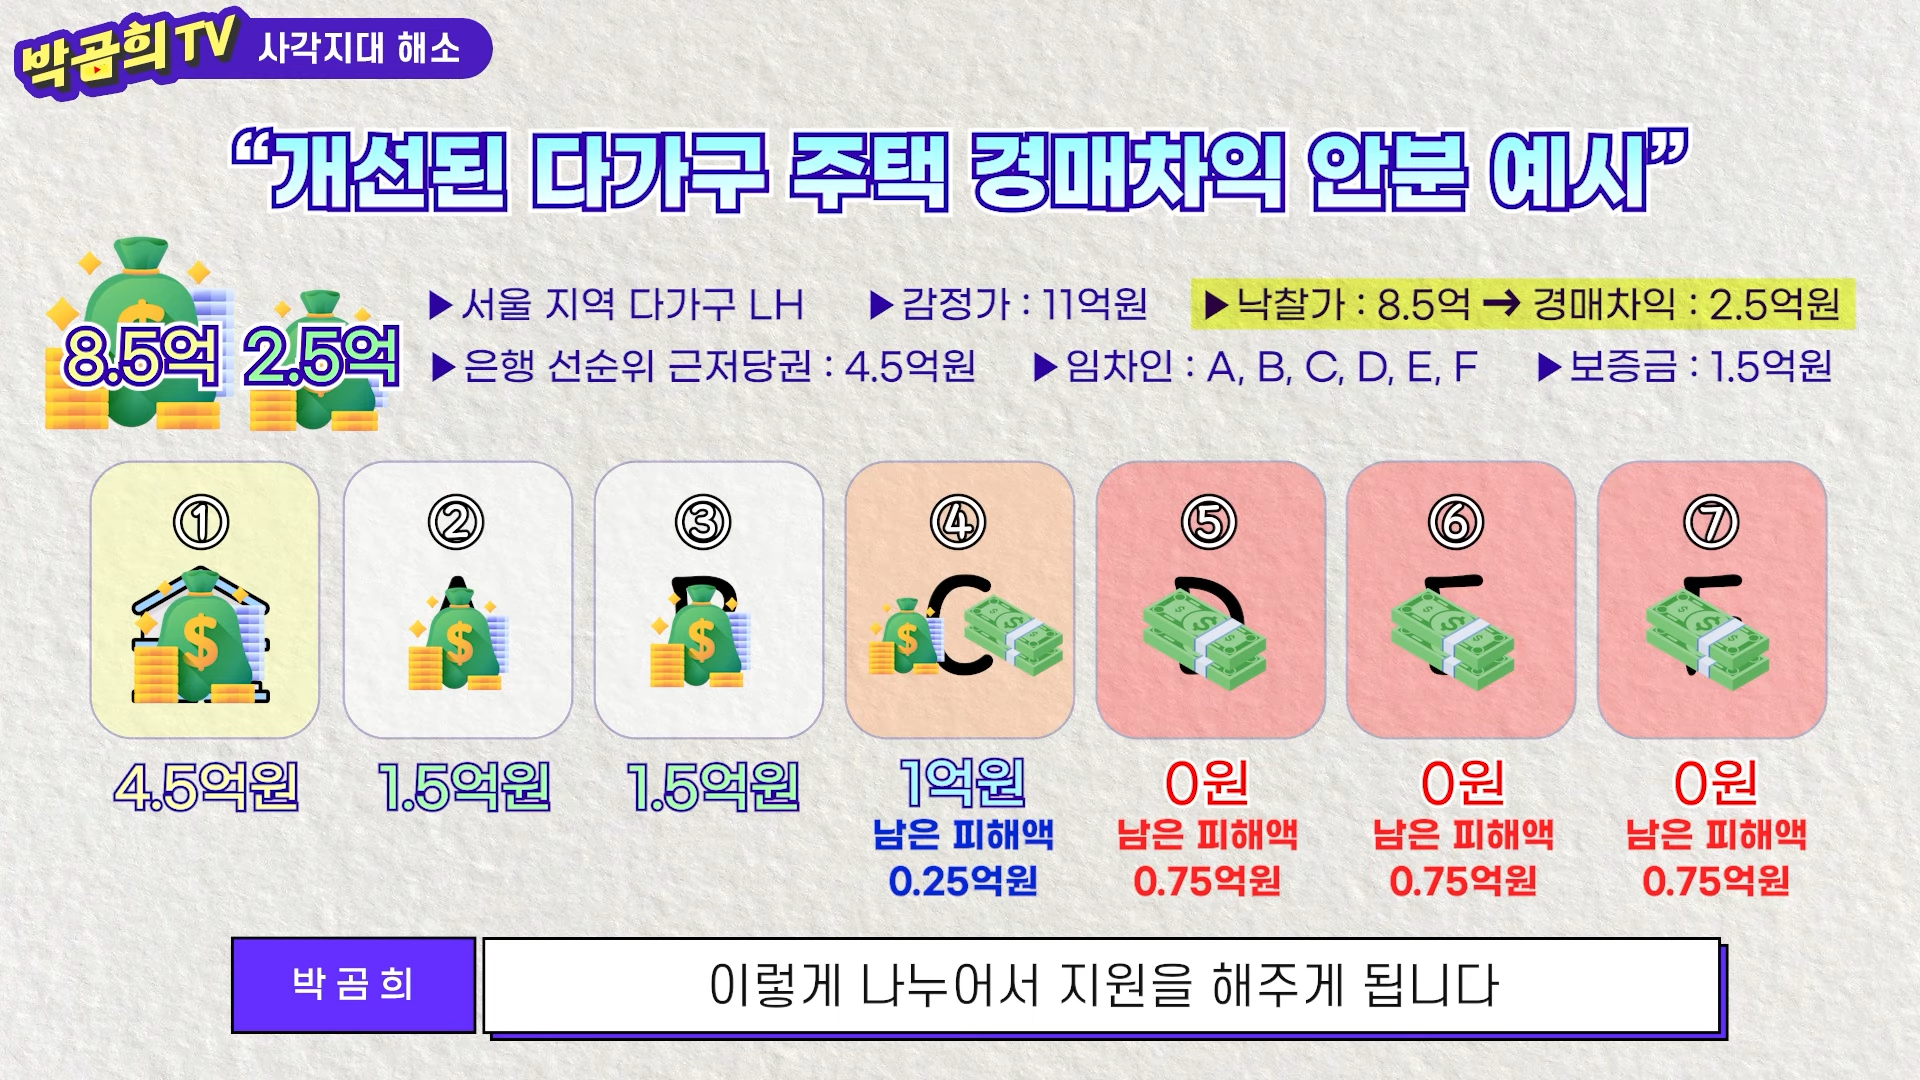 박곰희TV 사각지대 해소
“개선된 다가구 주택 경매차익 안분 예시”
8.5억 2.5억
▶서울 지역 다가구 LH ▶감정가 : 11억원 ▶낙찰가 : 8.5억 → 경매차익 : 2.5억원
▶은행 선순위 근저당권 : 4.5억원 ▶임차인 : A, B, C, D, E, F ▶보증금 : 1.5억원
① ② ③ ④ ⑤ ⑥ ⑦
A B C D E F
4.5억원 1.5억원 1.5억원 1억원 0원 0원 0원
남은 피해액 남은 피해액 남은 피해액 남은 피해액
0.25억원 0.75억원 0.75억원 0.75억원
박곰희 이렇게 나누어서 지원을 해주게 됩니다